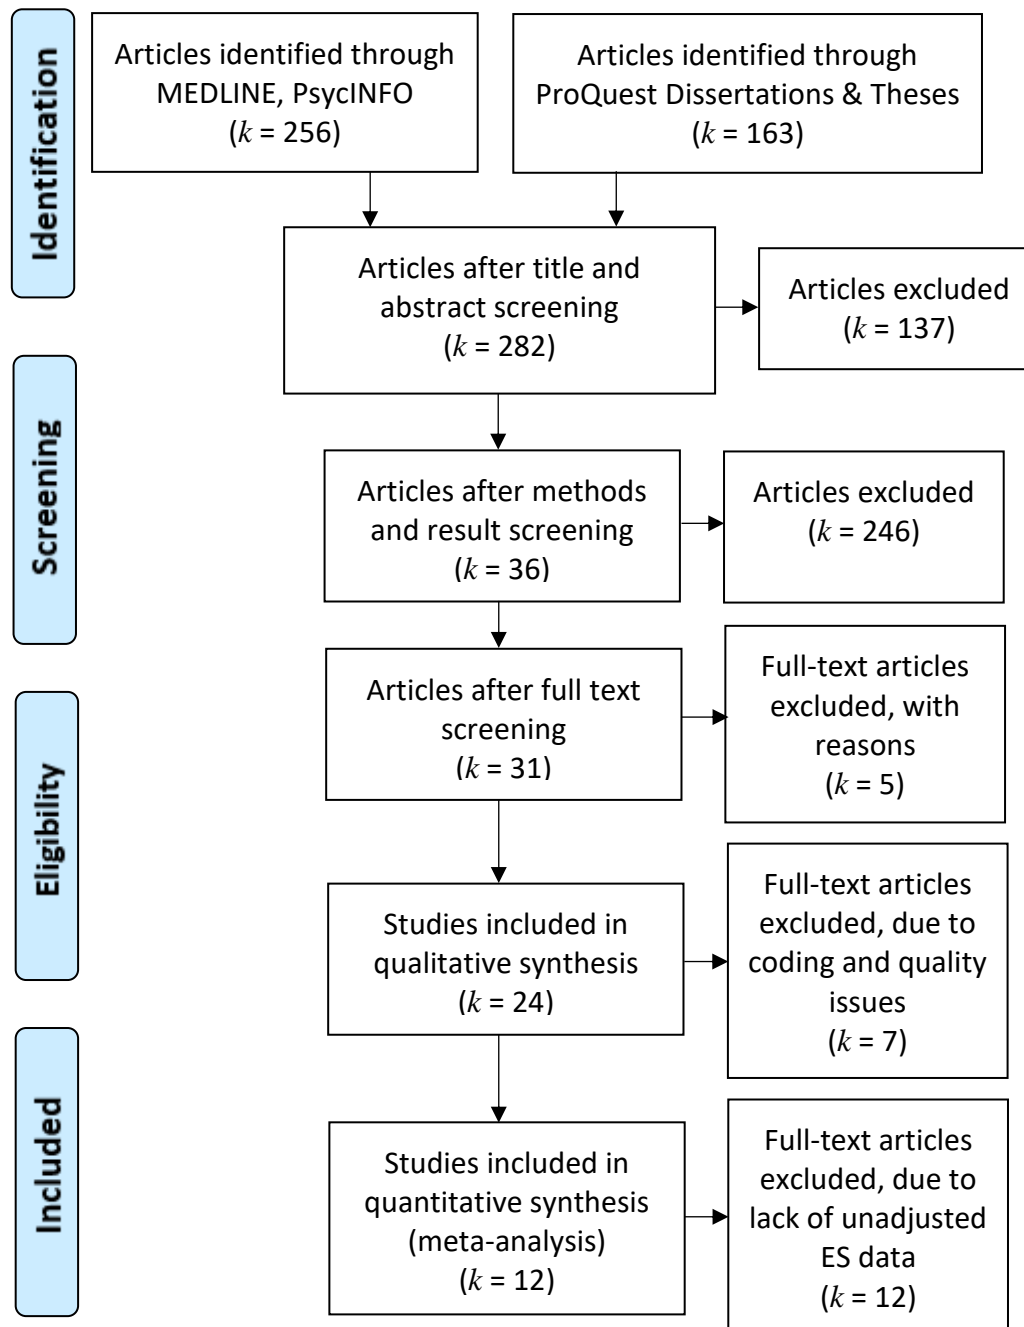 Identification
Articles identified through
MEDLINE, PsycINFO
(k = 256)
Articles identified through
ProQuest Dissertations & Theses
(k = 163)
Articles after title and
abstract screening
(k = 282)
Articles excluded
(k = 137)
Screening
Articles after methods
and result screening
(k = 36)
Articles excluded
(k = 246)
Eligibility
Articles after full text
screening
(k = 31)
Full-text articles
excluded, with
reasons
(k = 5)
Studies included in
qualitative synthesis
(k = 24)
Full-text articles
excluded, due to
coding and quality
issues
(k = 7)
Included
Studies included in
quantitative synthesis
(meta-analysis)
(k = 12)
Full-text articles
excluded, due to
lack of unadjusted
ES data
(k = 12)